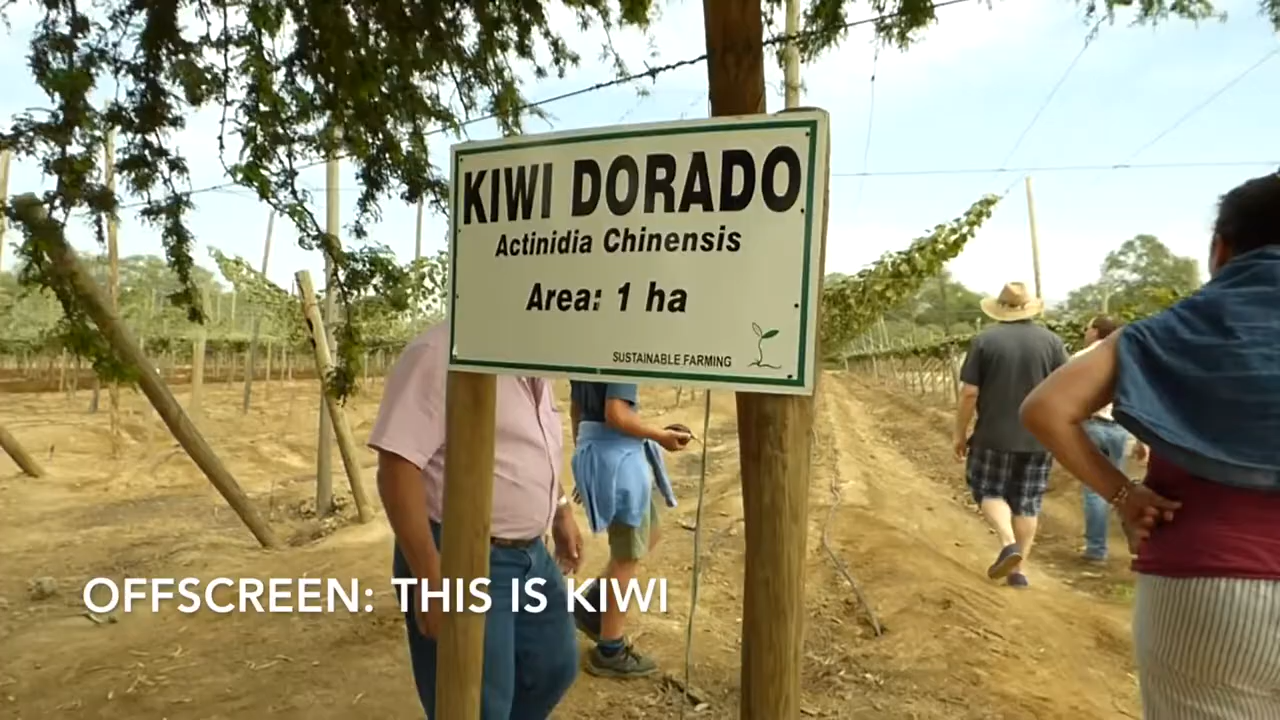 KIWI DORADO
Actinidia Chinensis
Area: 1 ha
SUSTAINABLE FARMING
OFFSCREEN: THIS IS KIWI